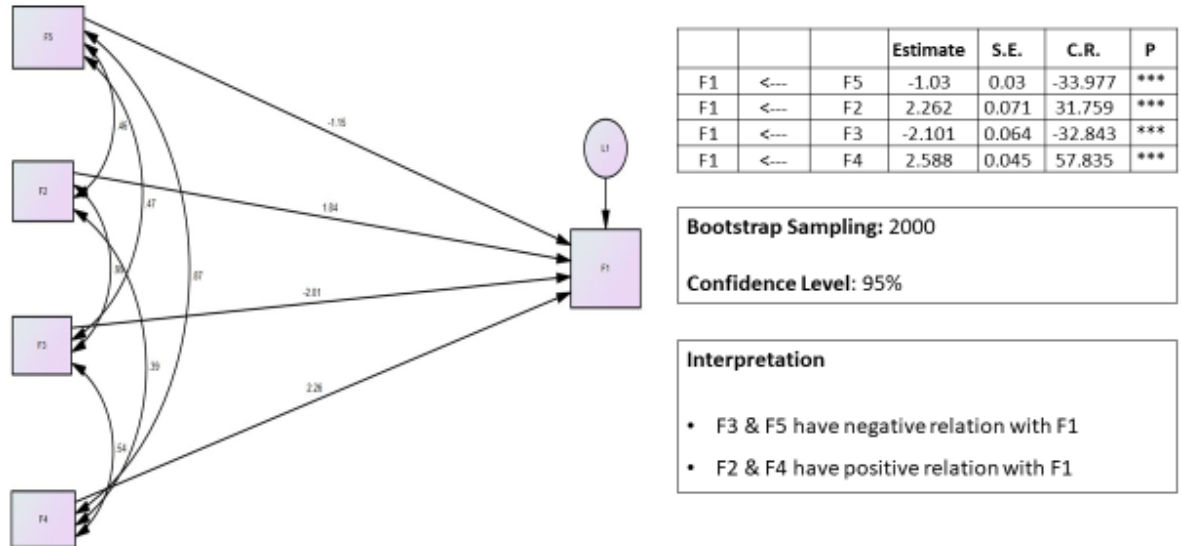 F5
-1.15
.46
F2
1.84
.47
L1
F1
.87
-2.01
F3
.39
2.26
.54
F4
Estimate S.E. C.R. P
F1 <--- F5 -1.03 0.03 -33.977 ***
F1 <--- F2 2.262 0.071 31.759 ***
F1 <--- F3 -2.101 0.064 -32.843 ***
F1 <--- F4 2.588 0.045 57.835 ***
Bootstrap Sampling: 2000
Confidence Level: 95%
Interpretation
• F3 & F5 have negative relation with F1
• F2 & F4 have positive relation with F1